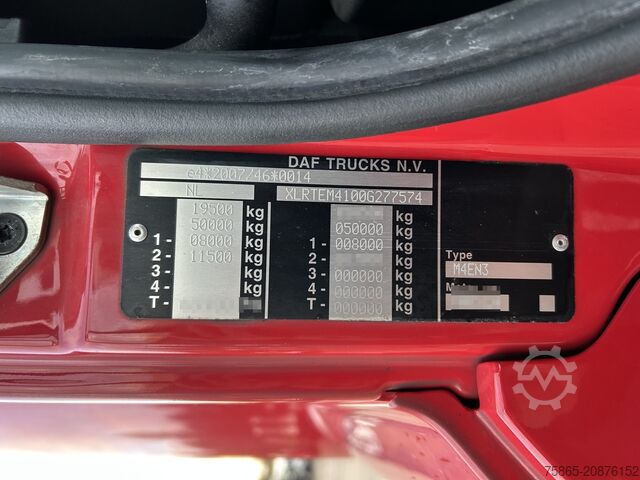 DAF TRUCKS N.V.
e4*2007/46*0014
NL XLRTEM4100G277574
19500 kg kg
50000 kg 050000 kg
1- 08000 kg 1- 008000 kg
2- 11500 kg 2- kg
3- kg 3- 000000 kg
4- kg 4- 000000 kg
T- kg T 000000 kg
Type
M4EN3
75865-20876152